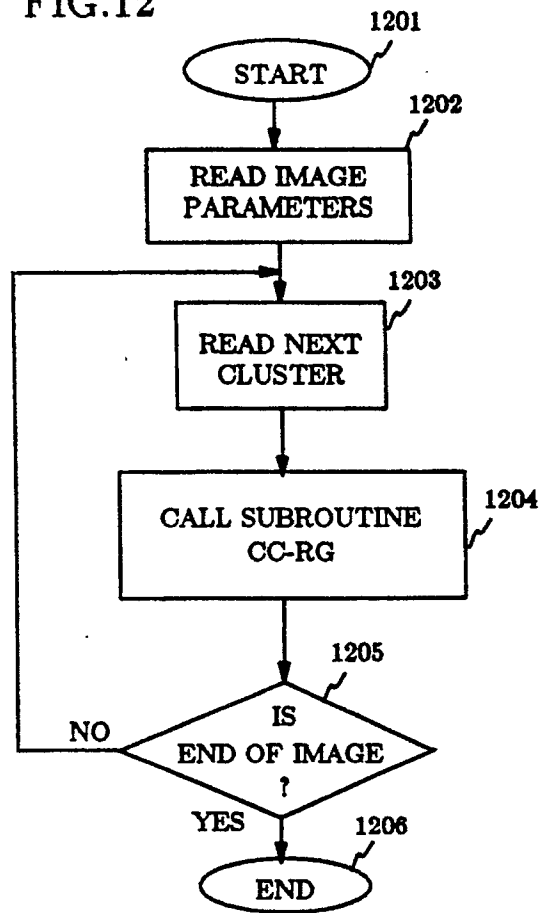 FIG.12
1201
START
1202
READ IMAGE
PARAMETERS
1203
READ NEXT
CLUSTER
1204
CALL SUBROUTINE
CC-RG
1205
IS
END OF IMAGE
?
NO
YES
1206
END